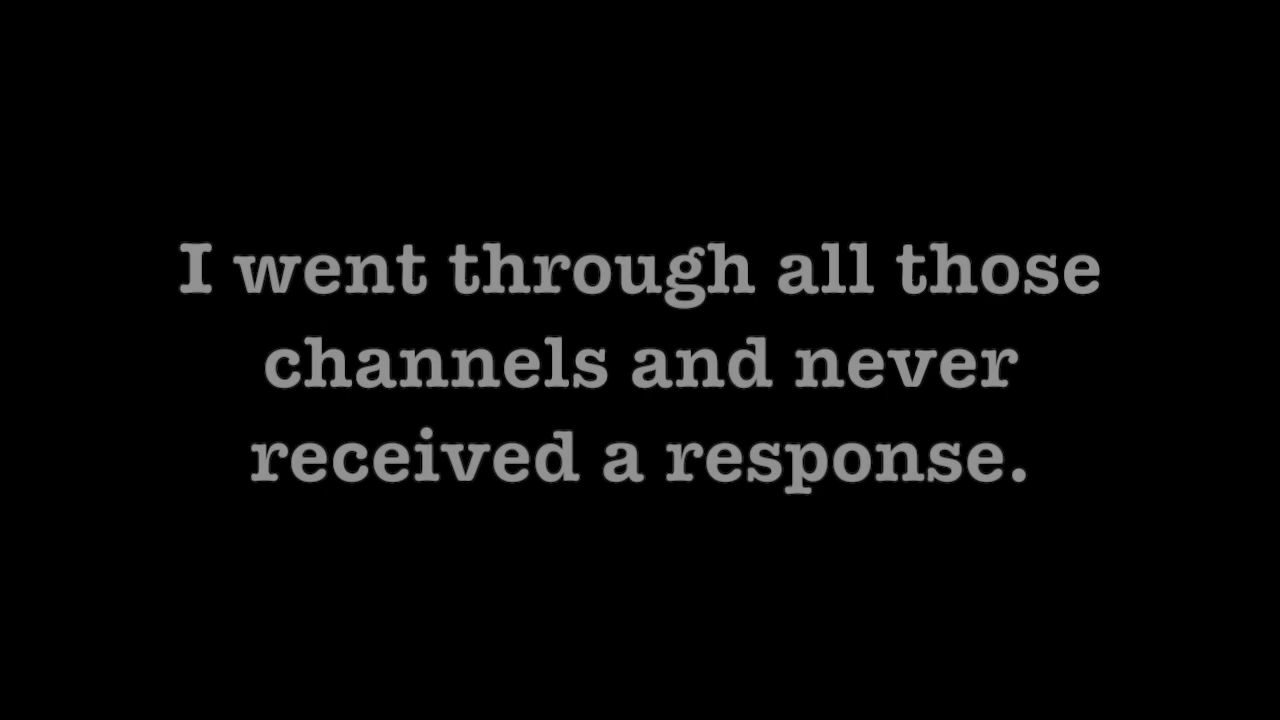 I went through all those
channels and never
received a response.